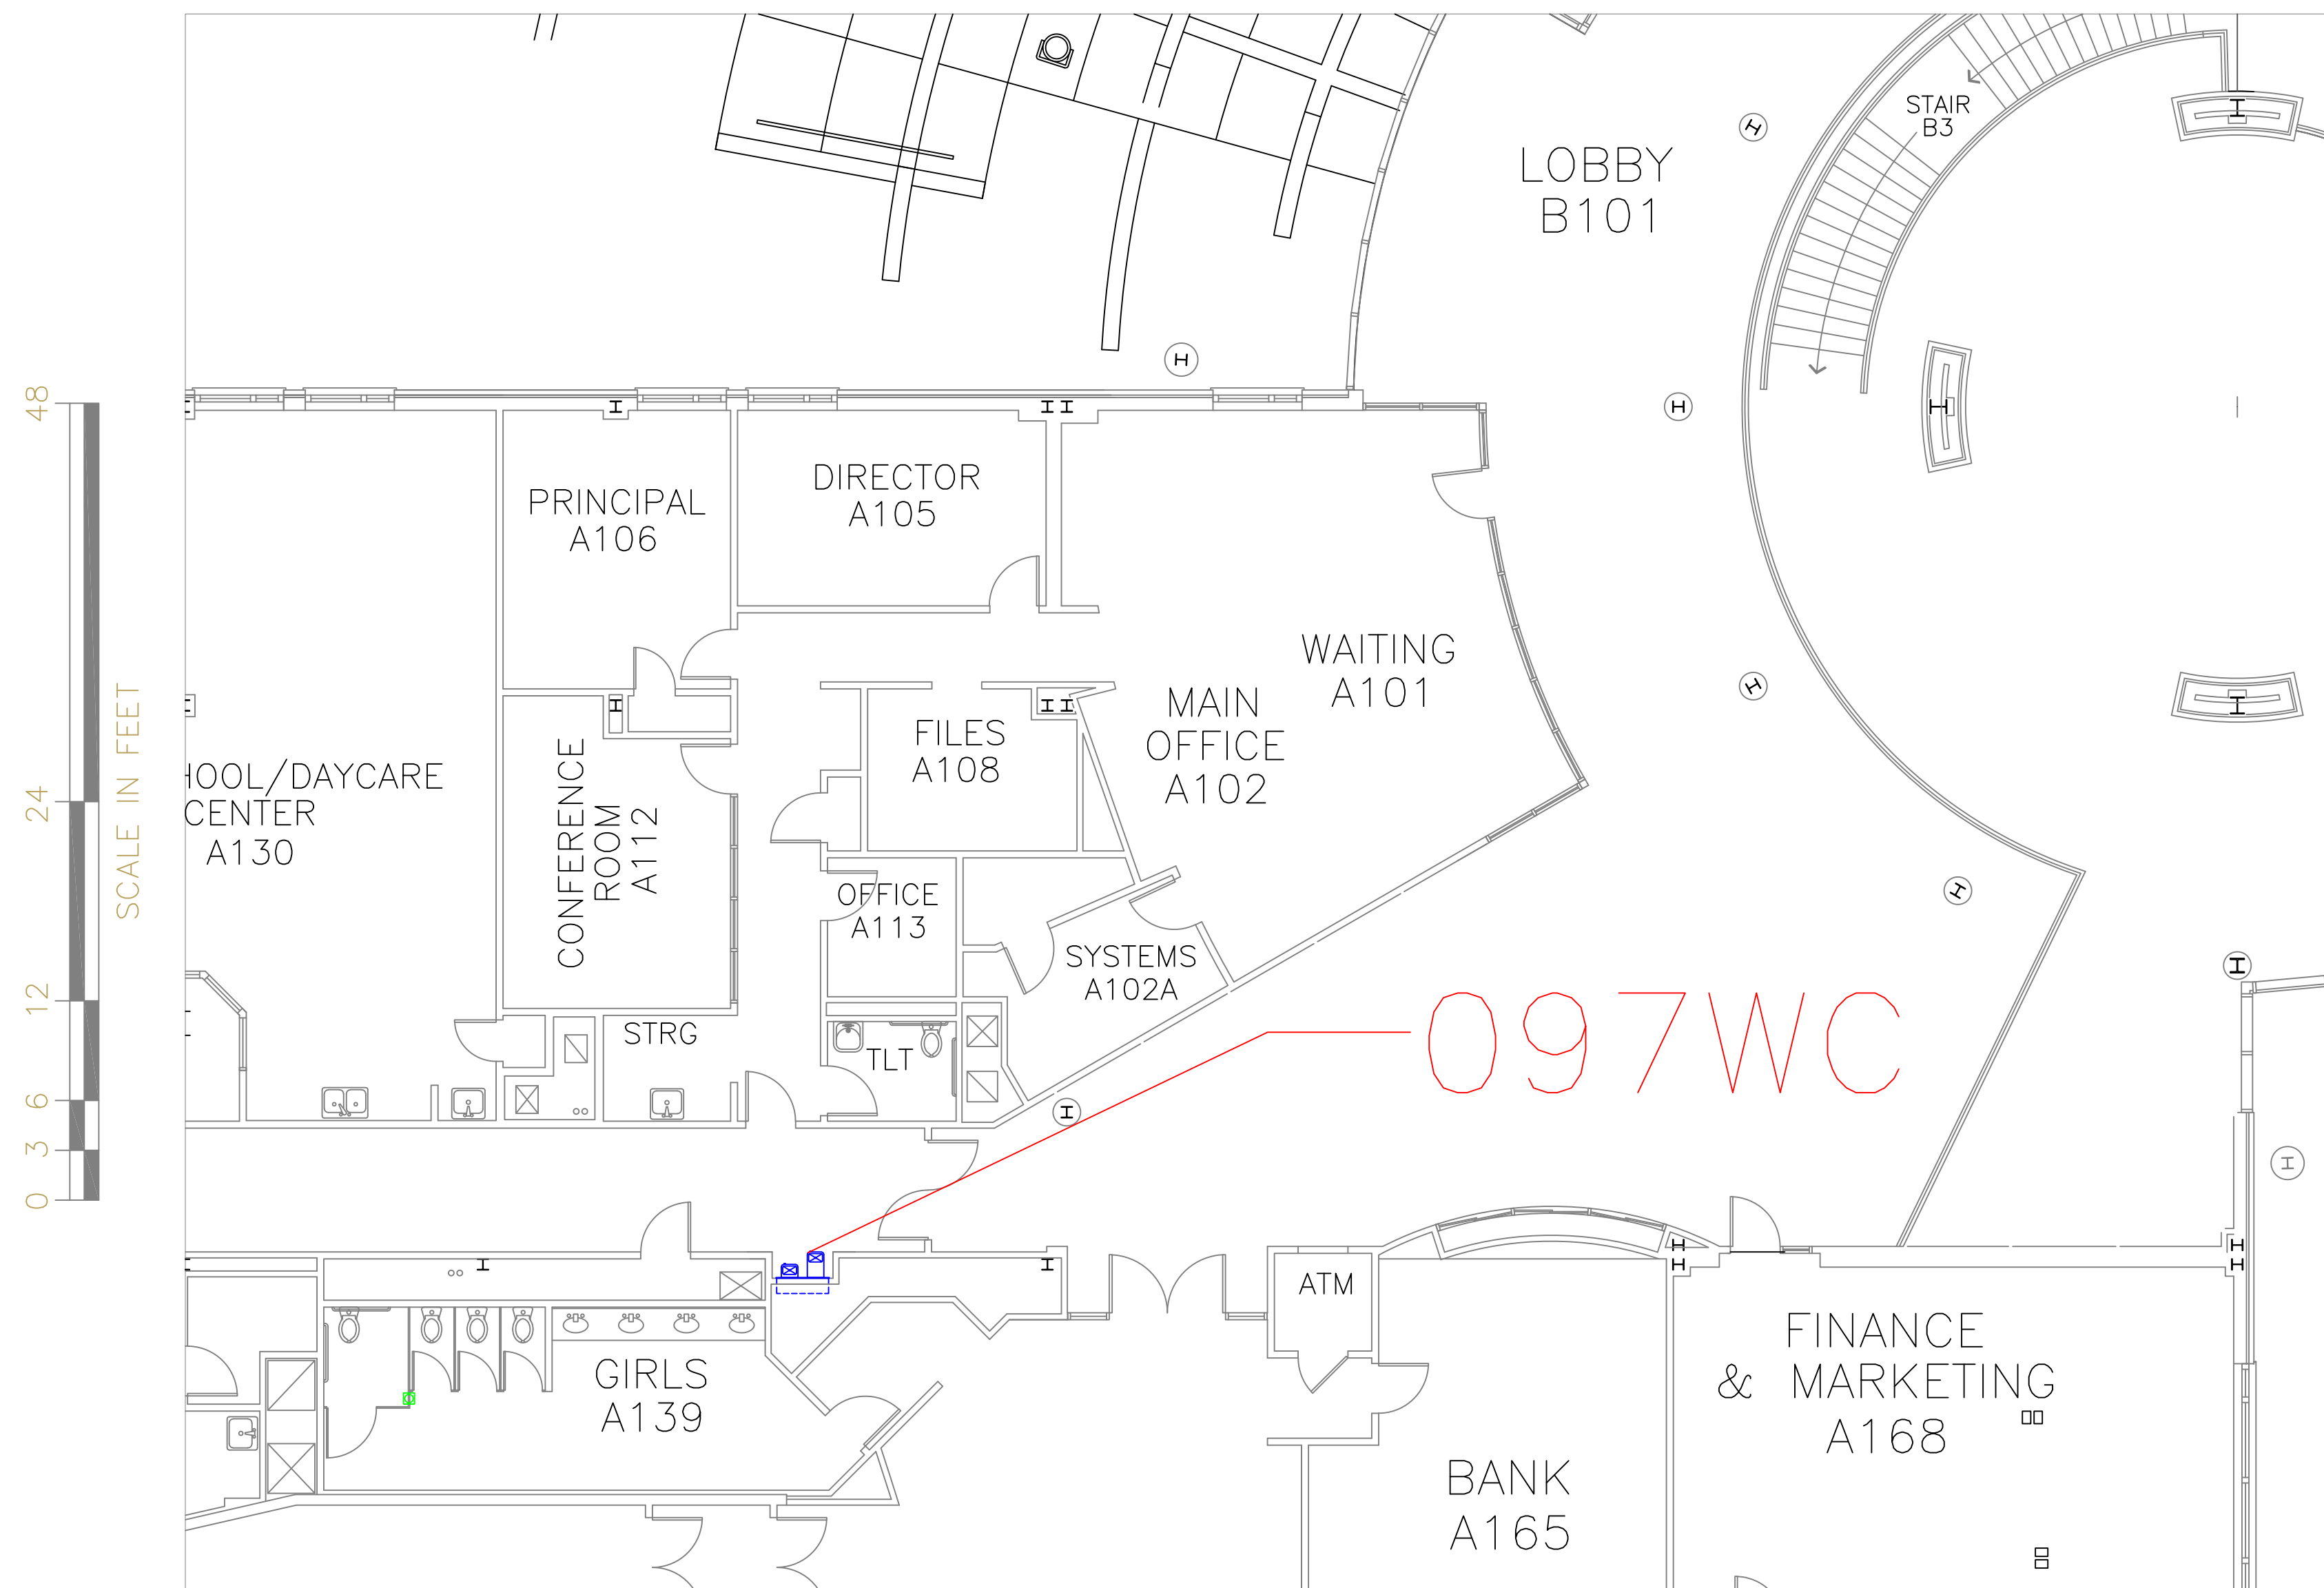 STAIR
B3
LOBBY
B101
48
24
12
6
3
0
SCALE IN FEET
PRINCIPAL
A106
DIRECTOR
A105
WAITING
A101
MAIN
OFFICE
A102
FILES
A108
HOOL/DAYCARE
CENTER
A130
CONFERENCE
ROOM
A112
OFFICE
A113
SYSTEMS
A102A
STRG
TLT
097WC
ATM
GIRLS
A139
FINANCE
& MARKETING
A168
BANK
A165